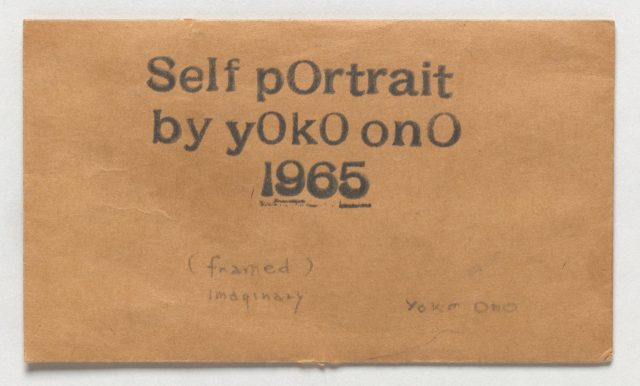 Self pOrtrait
by yOkO onO
1965
(framed)
imaginary
Yoko Ono